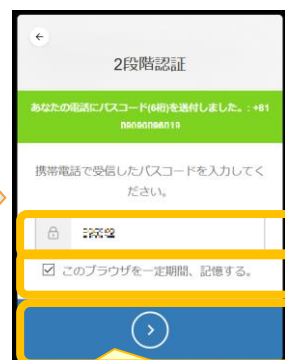 2段階認証
あなたの電話にパスコード(6桁)を送付しました。: +81
携帯電話で受信したパスコードを入力してく
ださい。
このブラウザを一定期間、記憶する。